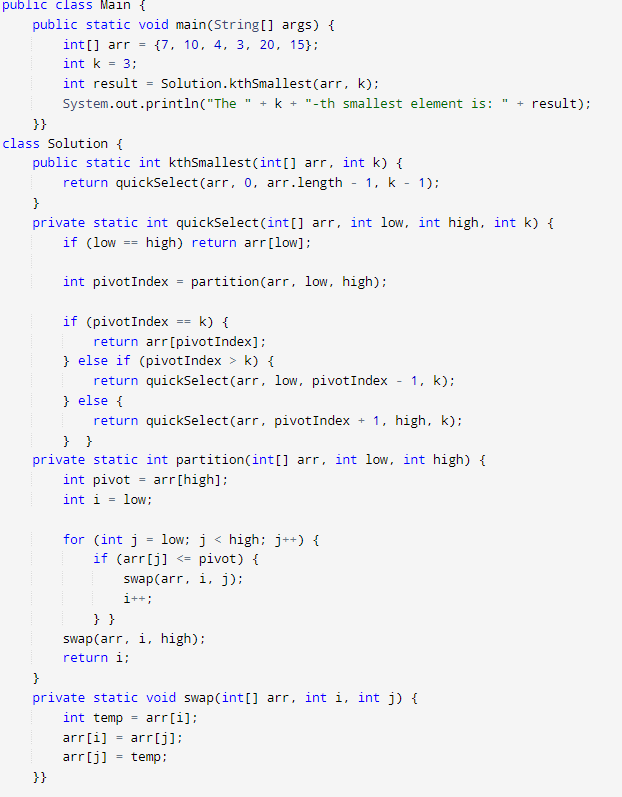 public class Main {
    public static void main(String[] args) {
        int[] arr = {7, 10, 4, 3, 20, 15};
        int k = 3;
        int result = Solution.kthSmallest(arr, k);
        System.out.println("The " + k + "-th smallest element is: " + result);
    }}
class Solution {
    public static int kthSmallest(int[] arr, int k) {
        return quickSelect(arr, 0, arr.length - 1, k - 1);
    }
    private static int quickSelect(int[] arr, int low, int high, int k) {
        if (low == high) return arr[low];

        int pivotIndex = partition(arr, low, high);

        if (pivotIndex == k) {
            return arr[pivotIndex];
        } else if (pivotIndex > k) {
            return quickSelect(arr, low, pivotIndex - 1, k);
        } else {
            return quickSelect(arr, pivotIndex + 1, high, k);
        }  }
    private static int partition(int[] arr, int low, int high) {
        int pivot = arr[high];
        int i = low;

        for (int j = low; j < high; j++) {
            if (arr[j] <= pivot) {
                swap(arr, i, j);
                i++;
            } }
        swap(arr, i, high);
        return i;
    }
    private static void swap(int[] arr, int i, int j) {
        int temp = arr[i];
        arr[i] = arr[j];
        arr[j] = temp;
    }}